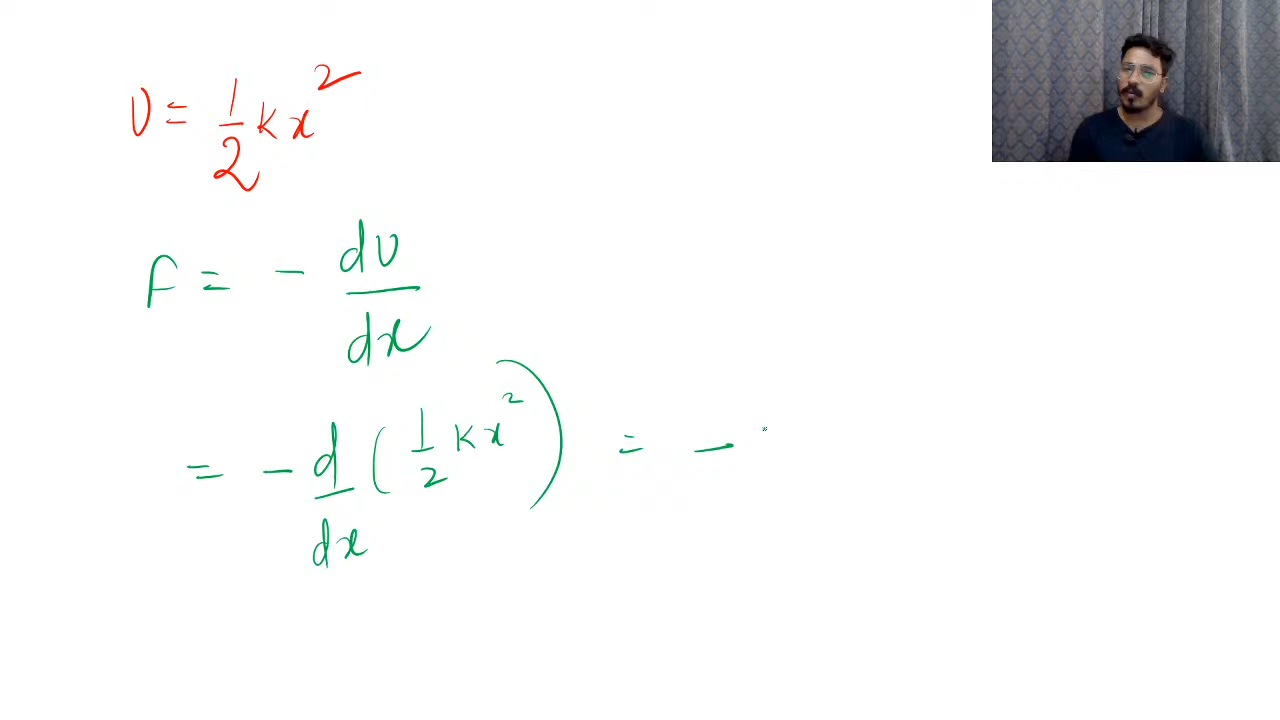 U = 1/2 kx²
F = - dU/dx
= - d/dx (1/2 kx²) = -